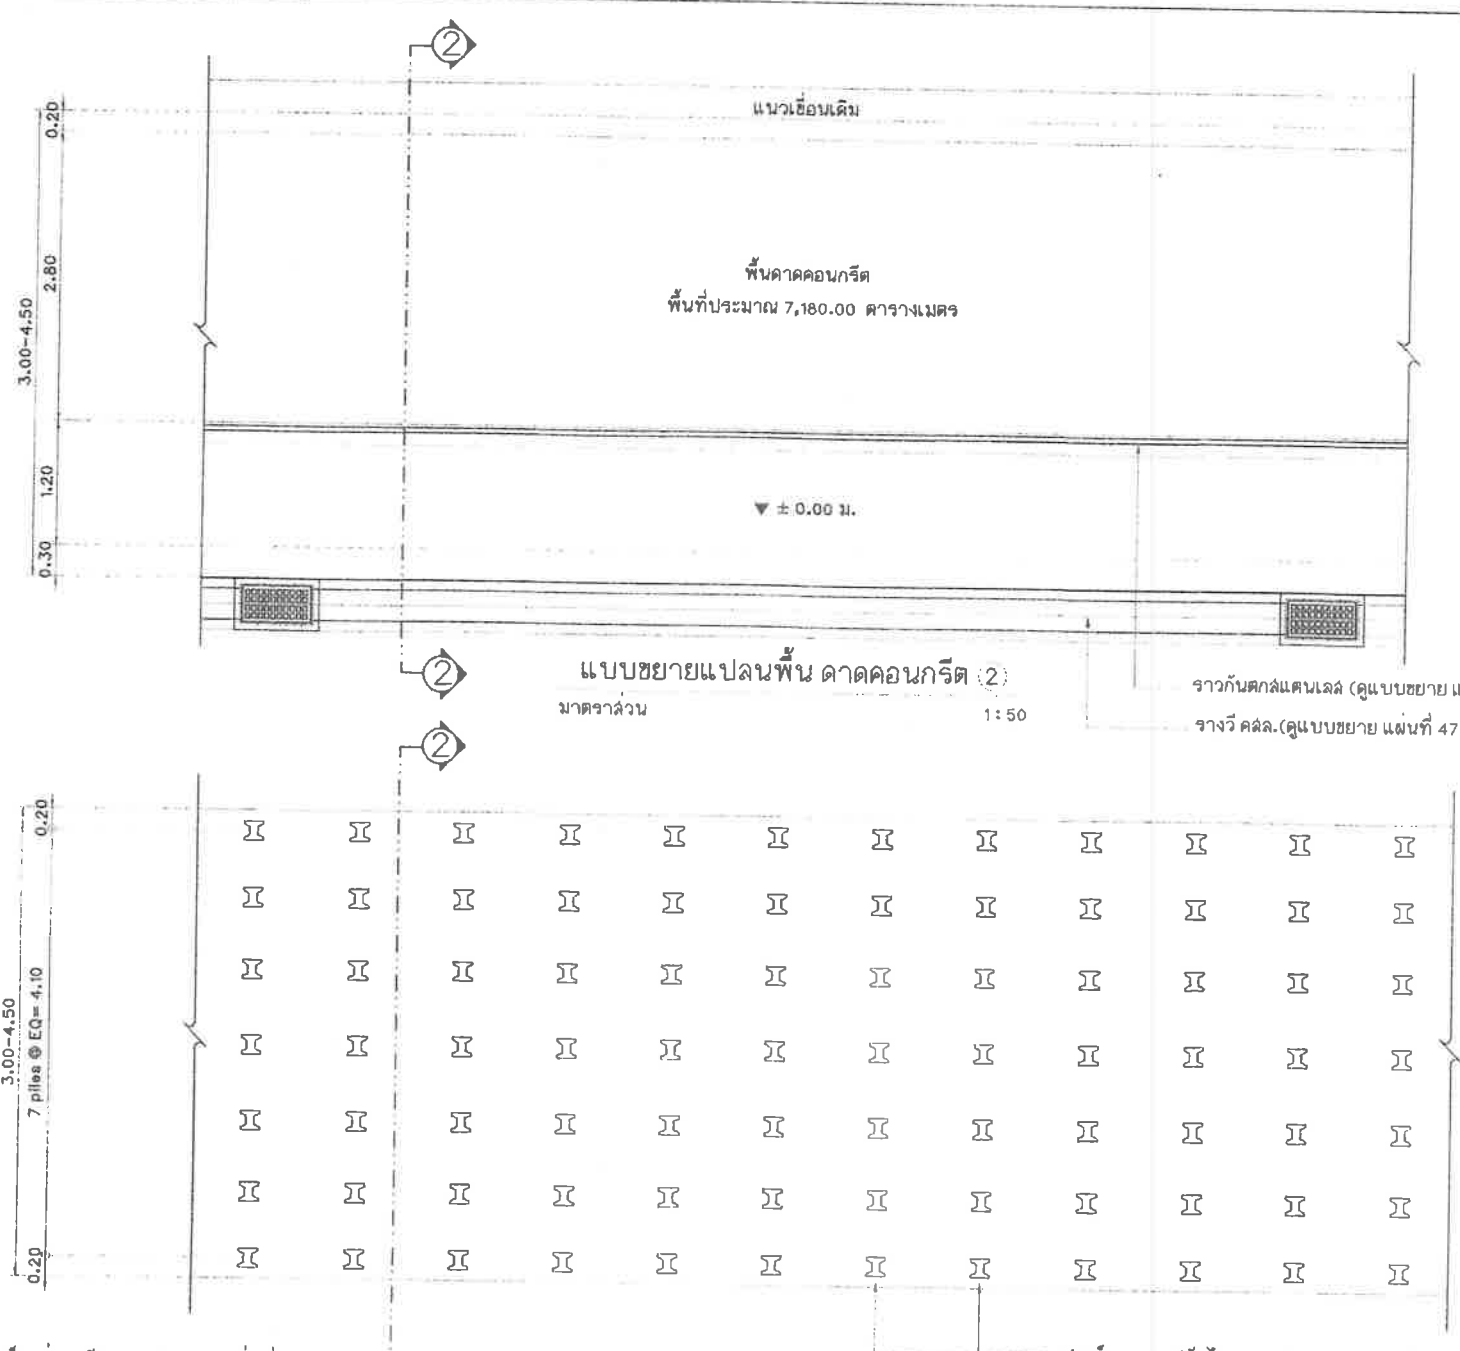 2
แนวเขื่อนเดิม
0.20
2.80
3.00-4.50
1.20
0.30
พื้นดาดคอนกรีต
พื้นที่ประมาณ 7,180.00 ตารางเมตร
± 0.00 ม.
2
แบบขยายแปลนพื้น ดาดคอนกรีต 2
มาตราส่วน 1:50
ราวกันตกสแตนเลส (ดูแบบขยาย
รางวี คสล.(ดูแบบขยาย แผ่นที่ 47
2
0.20
3.00-4.50
7 piles @ EQ= 4.10
0.20